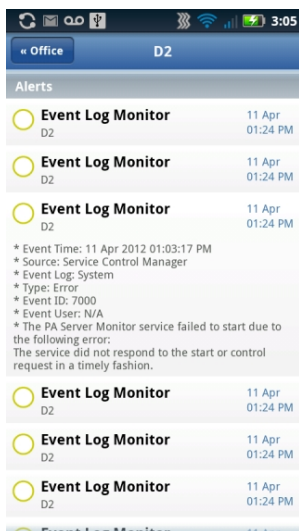 3:05
« Office
D2
Alerts
Event Log Monitor
11 Apr
D2
01:24 PM
Event Log Monitor
11 Apr
D2
01:24 PM
Event Log Monitor
11 Apr
D2
01:24 PM
* Event Time: 11 Apr 2012 01:03:17 PM
* Source: Service Control Manager
* Event Log: System
* Type: Error
* Event ID: 7000
* Event User: N/A
* The PA Server Monitor service failed to start due to
the following error:
The service did not respond to the start or control
request in a timely fashion.
Event Log Monitor
11 Apr
D2
01:24 PM
Event Log Monitor
11 Apr
D2
01:24 PM
Event Log Monitor
11 Apr
D2
01:24 PM